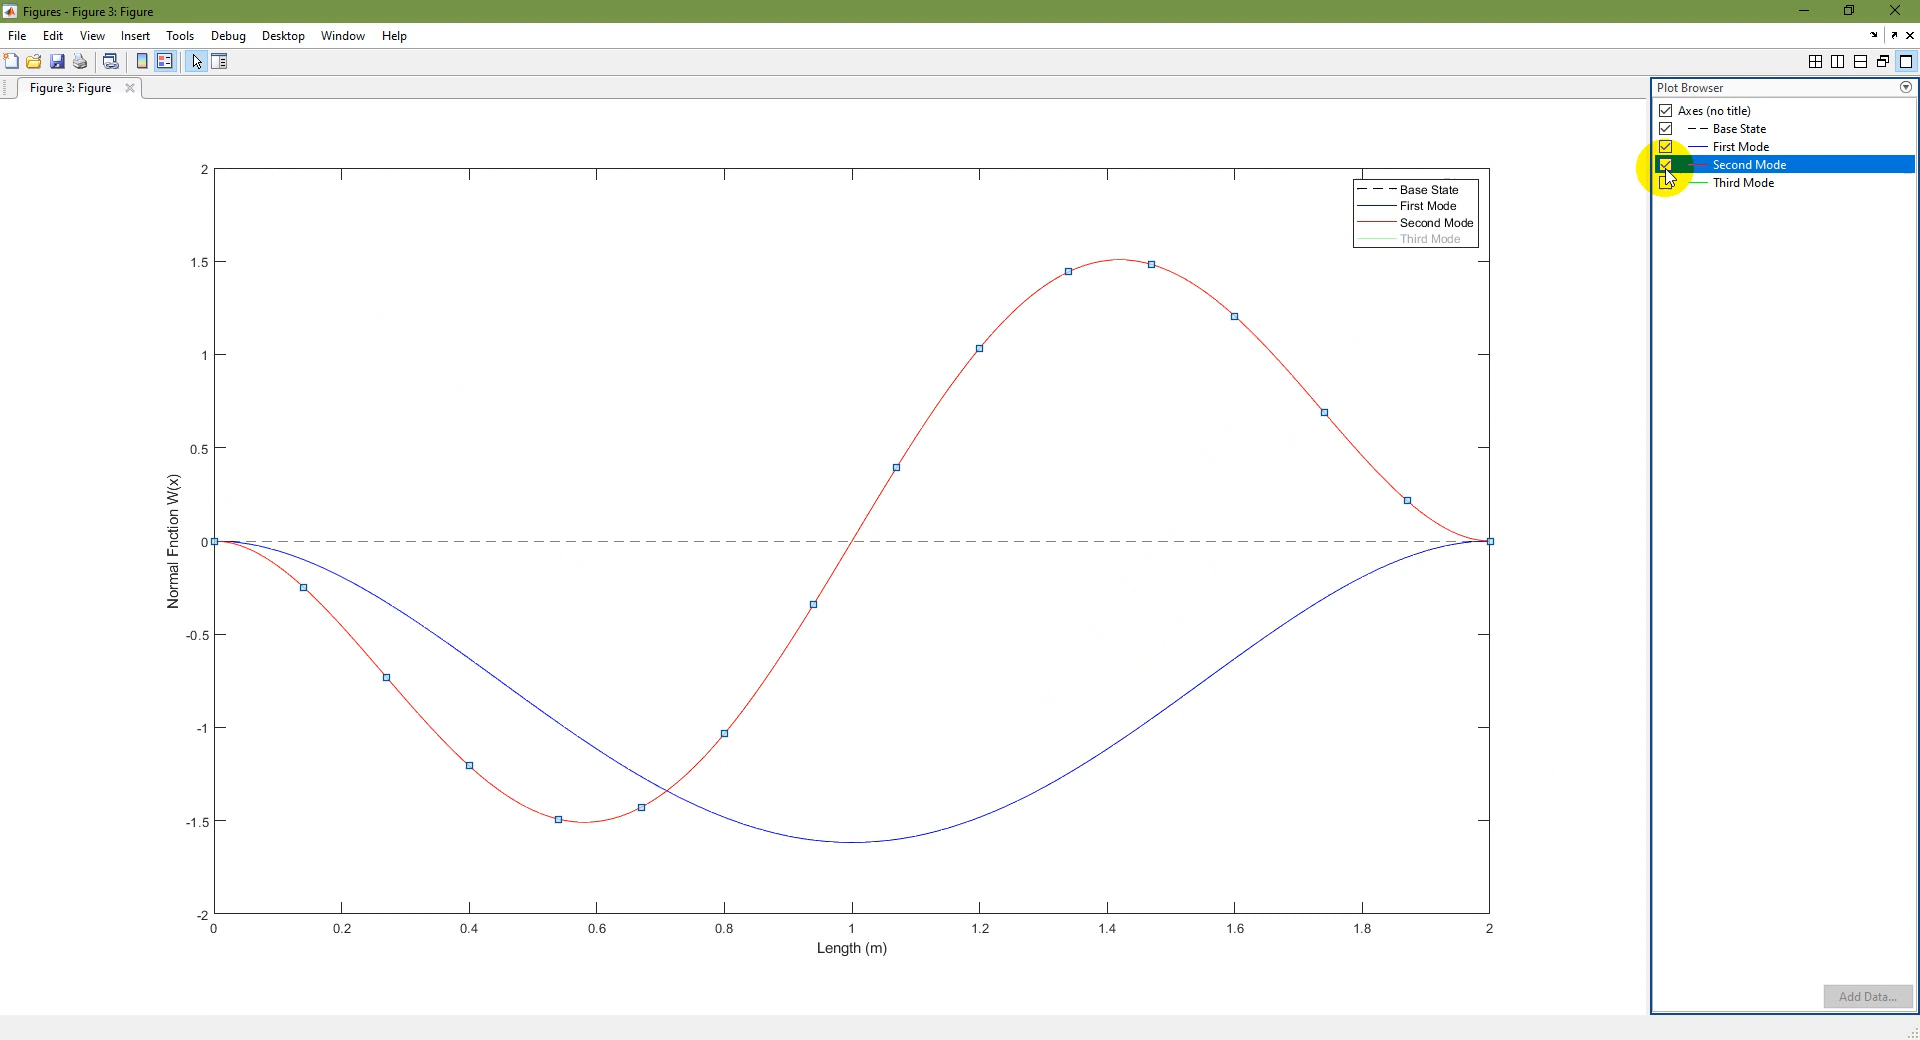 Figures - Figure 3: Figure
File Edit View Insert Tools Debug Desktop Window Help
Figure 3: Figure
Plot Browser
Axes (no title)
Base State
First Mode
Second Mode
Third Mode
Base State
First Mode
Second Mode
Third Mode
2
1.5
1
0.5
0
-0.5
-1
-1.5
-2
Normal Fnction W(x)
0 0.2 0.4 0.6 0.8 1 1.2 1.4 1.6 1.8 2
Length (m)
Add Data...